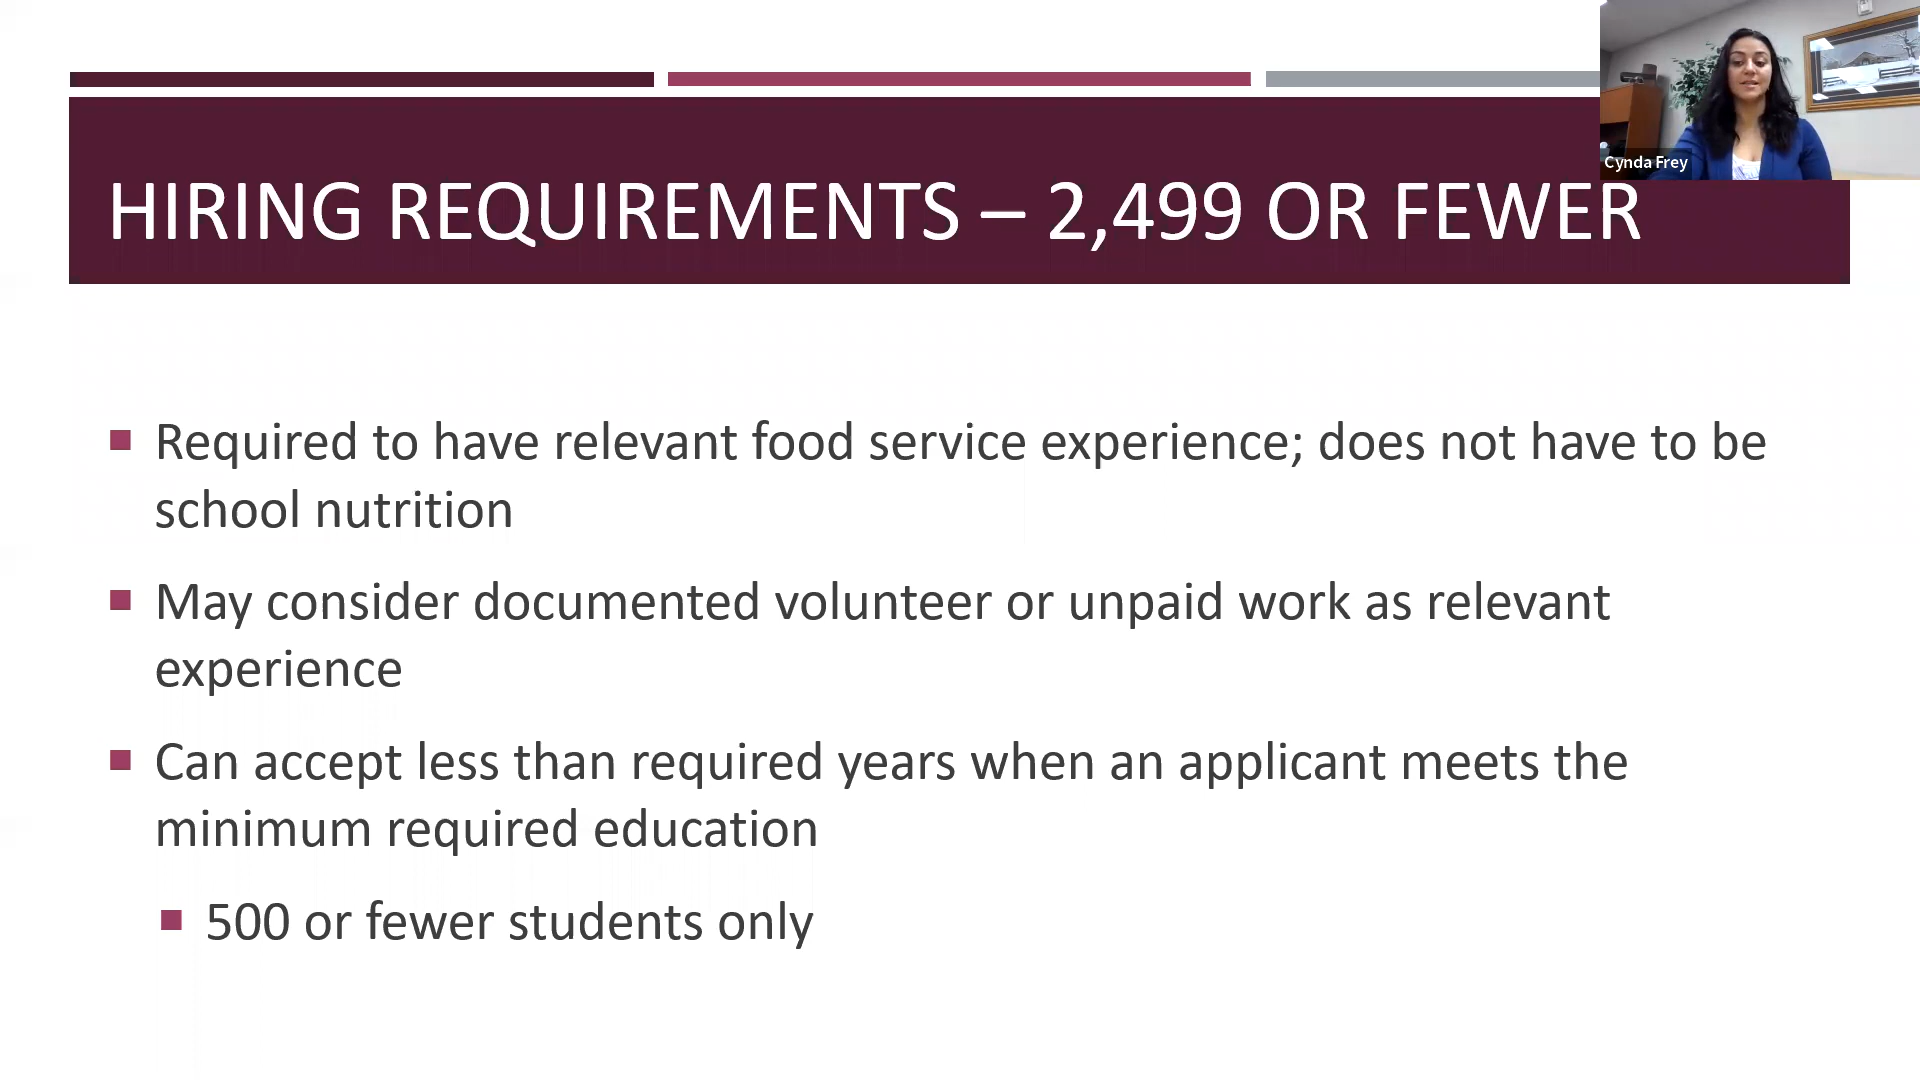 Cynda Frey
HIRING REQUIREMENTS – 2,499 OR FEWER
Required to have relevant food service experience; does not have to be
school nutrition
May consider documented volunteer or unpaid work as relevant
experience
Can accept less than required years when an applicant meets the
minimum required education
500 or fewer students only